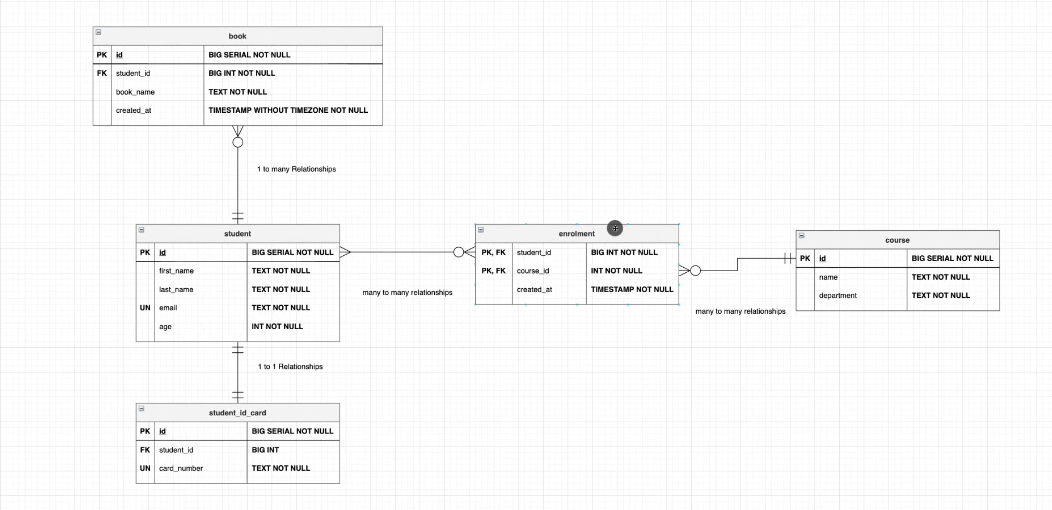 book
PK id BIG SERIAL NOT NULL
FK student_id BIG INT NOT NULL
book_name TEXT NOT NULL
created_at TIMESTAMP WITHOUT TIMEZONE NOT NULL
1 to many Relationships
student
PK id BIG SERIAL NOT NULL
first_name TEXT NOT NULL
last_name TEXT NOT NULL
UN email TEXT NOT NULL
age INT NOT NULL
many to many relationships
enrolment
PK, FK student_id BIG INT NOT NULL
PK, FK course_id INT NOT NULL
created_at TIMESTAMP NOT NULL
many to many relationships
course
PK id BIG SERIAL NOT NULL
name TEXT NOT NULL
department TEXT NOT NULL
1 to 1 Relationships
student_id_card
PK id BIG SERIAL NOT NULL
FK student_id BIG INT
UN card_number TEXT NOT NULL